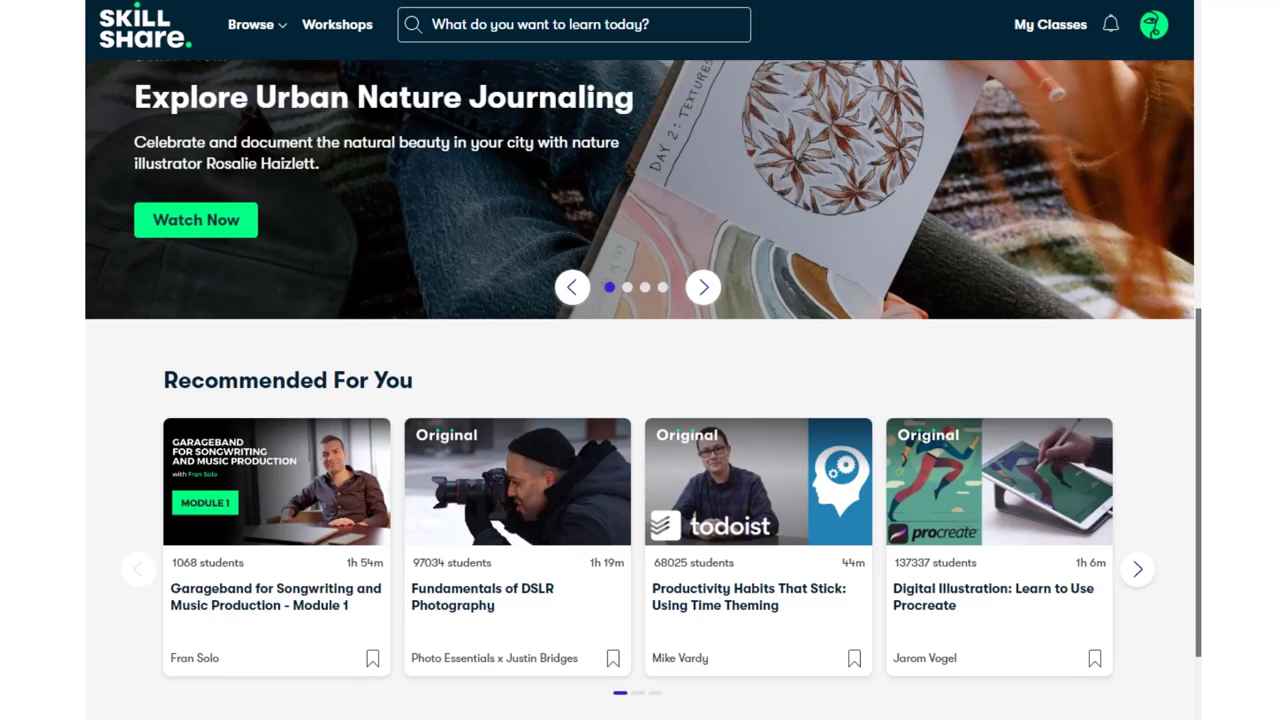 SKILL
SHARE.
Browse
Workshops
What do you want to learn today?
My Classes
Explore Urban Nature Journaling
Celebrate and document the natural beauty in your city with nature
illustrator Rosalie Haizlett.
Watch Now
DAY 2: TEXTURES
Recommended For You
GARAGEBAND
FOR SONGWRITING
AND MUSIC PRODUCTION
with Fran Solo
MODULE 1
1068 students
1h 54m
Garageband for Songwriting and
Music Production - Module 1
Fran Solo
Original
97034 students
1h 19m
Fundamentals of DSLR
Photography
Photo Essentials x Justin Bridges
Original
todoist
68025 students
44m
Productivity Habits That Stick:
Using Time Theming
Mike Vardy
Original
procreate
137337 students
1h 6m
Digital Illustration: Learn to Use
Procreate
Jarom Vogel